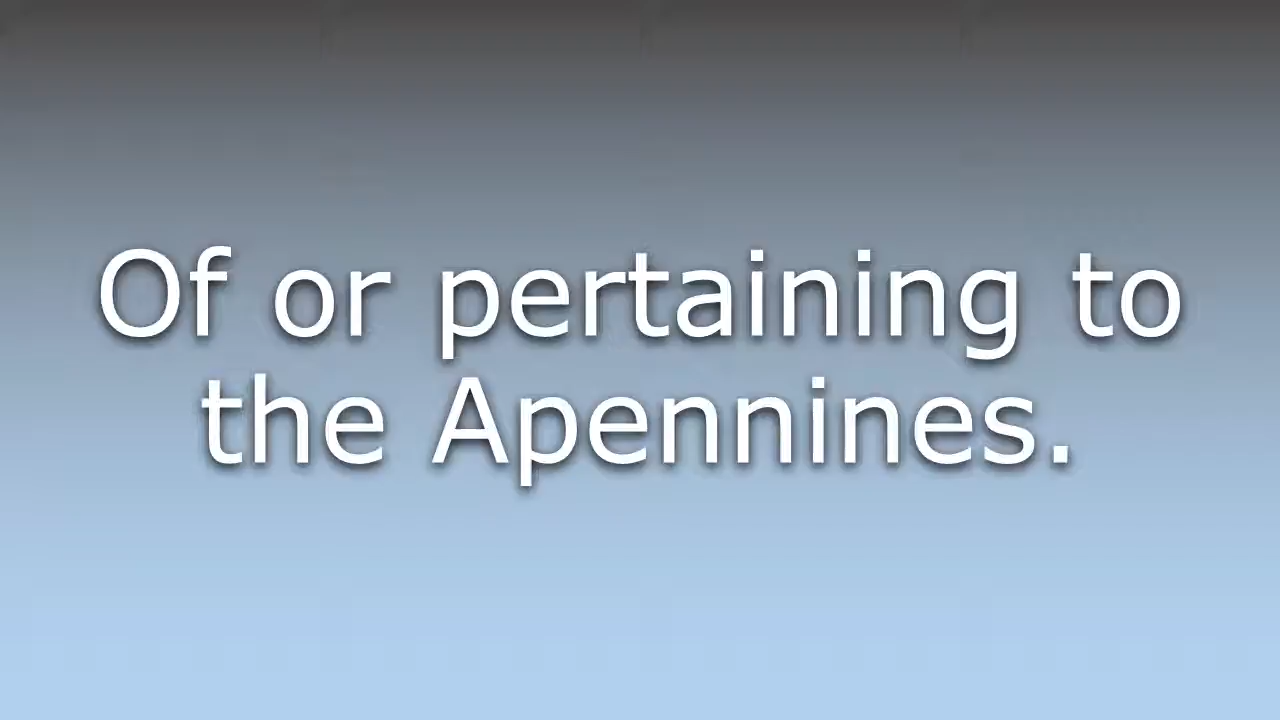 Of or pertaining to
the Apennines.